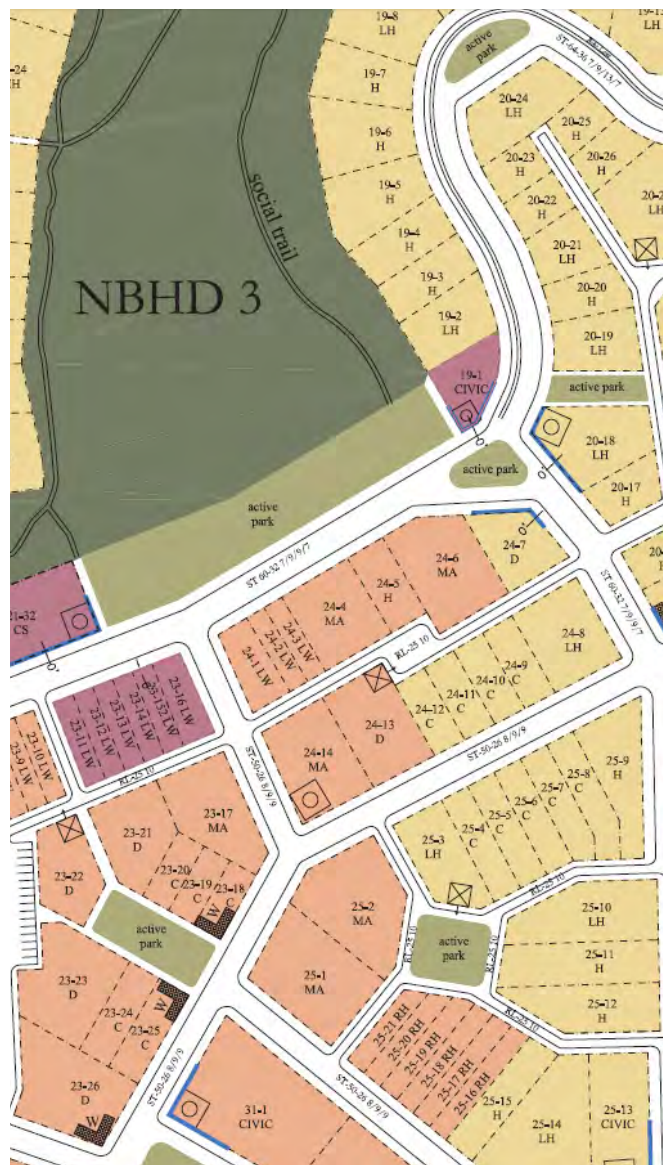 19-8
LH
active
park
ST-64-36 7/9/13/7
19-7
H
20-24
LH
20-25
H
19-6
H
20-23
H
20-26
H
social trail
19-5
H
20-22
H
19-4
H
20-21
LH
NBHD 3
19-3
H
20-20
H
19-2
LH
20-19
LH
19-1
CIVIC
active park
20-18
LH
active park
20-17
H
active
park
24-6
MA
24-7
D
ST 60-32 7/9/9/7
24-5
H
ST 60-32 7/9/9/7
24-4
MA
21-32
CS
24-3 LW
24-2 LW
24-1 LW
24-8
LH
RL-25 10
24-9
C
24-10
C
24-11
C
24-12
C
23-16 LW
23-14 LW
23-13 LW
23-12 LW
23-11 LW
24-13
D
23-10 LW
23-9 LW
24-14
MA
ST-50-26 8/9/9
25-9
H
RL-25 10
ST-50-26 8/9/9
25-8
C
25-7
C
25-6
C
25-5
C
25-4
C
25-3
LH
23-17
MA
23-21
D
23-20
C
23-19
C
23-18
C
23-22
D
W
RL-25 10
25-2
MA
25-10
LH
active
park
active
park
RL-25 10
RL-25 10
25-11
H
23-23
D
25-1
MA
25-12
H
23-24
C
23-25
C
W
RL-25 10
25-21 RH
25-20 RH
25-19 RH
25-18 RH
25-17 RH
25-16 RH
23-26
D
W
ST-50-26 8/9/9
ST-50-26 8/9/9
31-1
CIVIC
25-15
H
25-14
LH
25-13
CIVIC